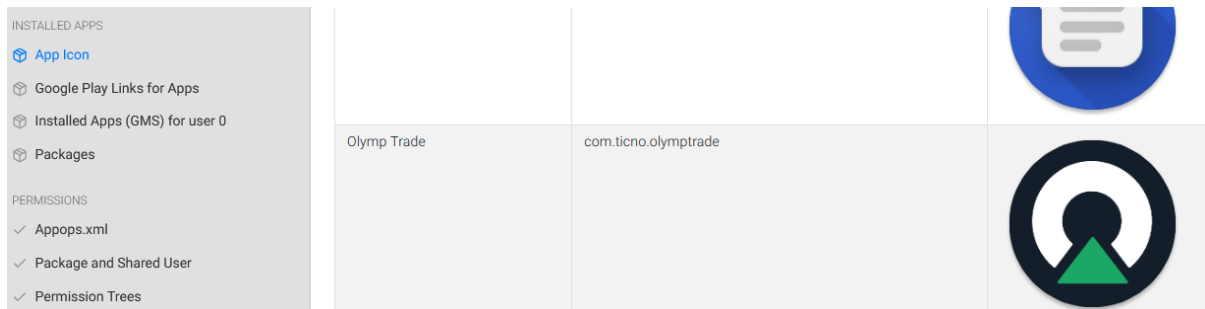 INSTALLED APPS
App Icon
Google Play Links for Apps
Installed Apps (GMS) for user 0
Packages
PERMISSIONS
Appops.xml
Package and Shared User
Permission Trees
Olymp Trade com.ticno.olymptrade